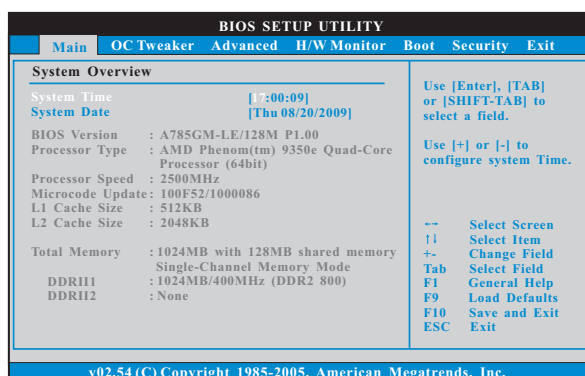 BIOS SETUP UTILITY
Main OC Tweaker Advanced H/W Monitor Boot Security Exit
System Overview
System Time [17:00:09]
System Date [Thu 08/20/2009]
BIOS Version : A785GM-LE/128M P1.00
Processor Type : AMD Phenom(tm) 9350e Quad-Core
Processor (64bit)
Processor Speed : 2500MHz
Microcode Update : 100F52/1000086
L1 Cache Size : 512KB
L2 Cache Size : 2048KB
Total Memory : 1024MB with 128MB shared memory
Single-Channel Memory Mode
DDRII1 : 1024MB/400MHz (DDR2 800)
DDRII2 : None
Use [Enter], [TAB]
or [SHIFT-TAB] to
select a field.
Use [+] or [-] to
configure system Time.
←→ Select Screen
↑↓ Select Item
+- Change Field
Tab Select Field
F1 General Help
F9 Load Defaults
F10 Save and Exit
ESC Exit
v02.54 (C) Copyright 1985-2005, American Megatrends, Inc.